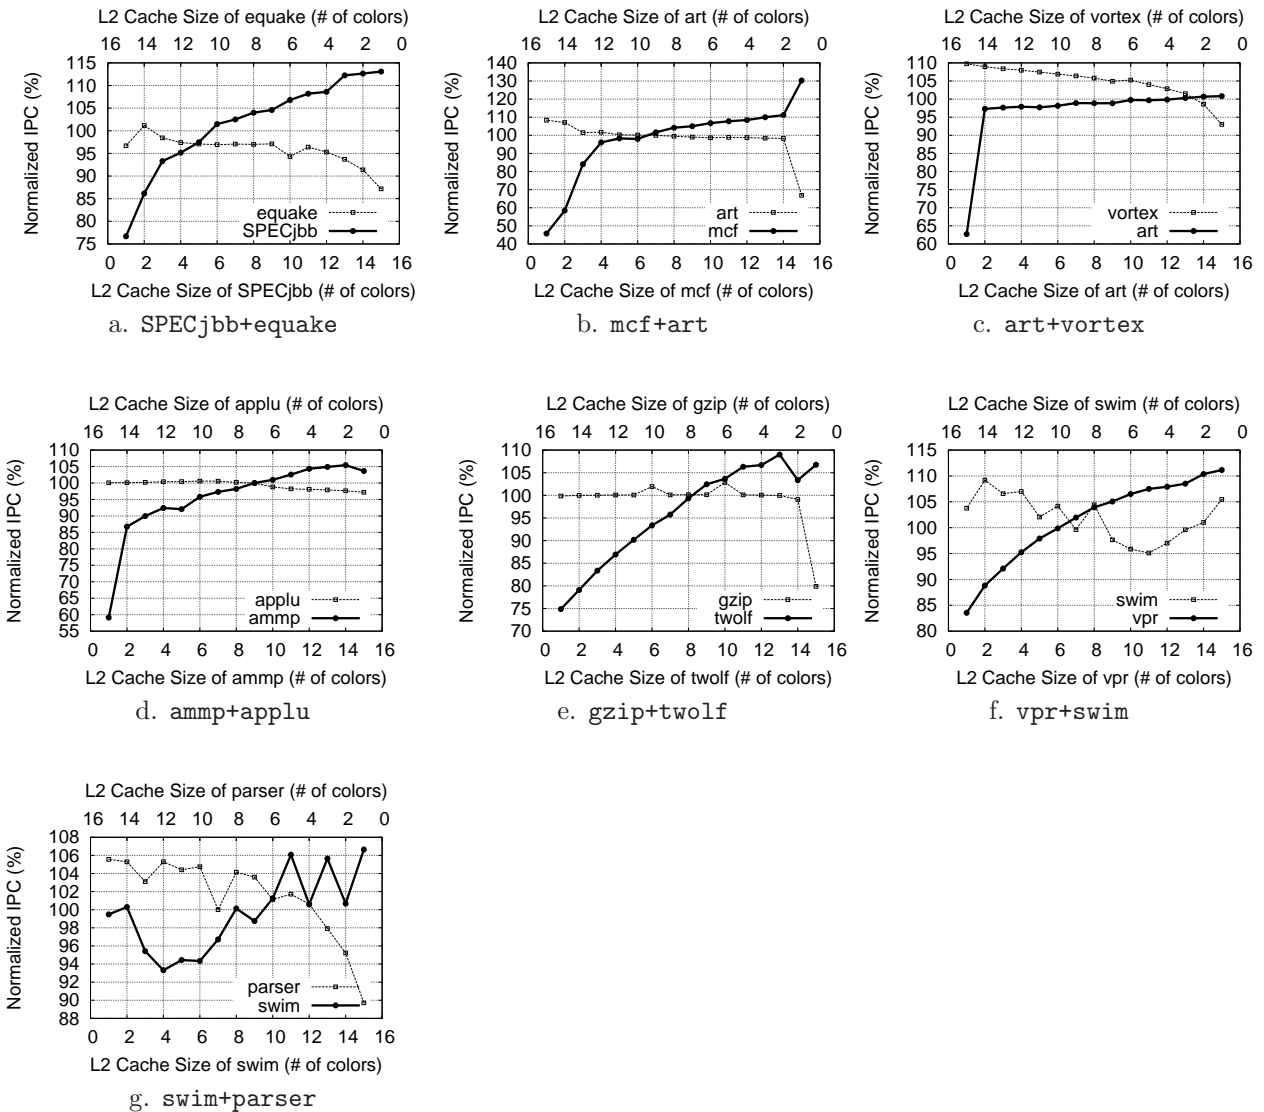 L2 Cache Size of equake (# of colors)
16 14 12 10 8 6 4 2 0
Normalized IPC (%)
115
110
105
100
95
90
85
80
75
equake
SPECjbb
0 2 4 6 8 10 12 14 16
L2 Cache Size of SPECjbb (# of colors)
a. SPECjbb+equake
L2 Cache Size of art (# of colors)
16 14 12 10 8 6 4 2 0
Normalized IPC (%)
140
130
120
110
100
90
80
70
60
50
40
art
mcf
0 2 4 6 8 10 12 14 16
L2 Cache Size of mcf (# of colors)
b. mcf+art
L2 Cache Size of vortex (# of colors)
16 14 12 10 8 6 4 2 0
Normalized IPC (%)
110
105
100
95
90
85
80
75
70
65
60
vortex
art
0 2 4 6 8 10 12 14 16
L2 Cache Size of art (# of colors)
c. art+vortex
L2 Cache Size of applu (# of colors)
16 14 12 10 8 6 4 2 0
Normalized IPC (%)
110
105
100
95
90
85
80
75
70
65
60
55
applu
ammp
0 2 4 6 8 10 12 14 16
L2 Cache Size of ammp (# of colors)
d. ammp+applu
L2 Cache Size of gzip (# of colors)
16 14 12 10 8 6 4 2 0
Normalized IPC (%)
110
105
100
95
90
85
80
75
70
gzip
twolf
0 2 4 6 8 10 12 14 16
L2 Cache Size of twolf (# of colors)
e. gzip+twolf
L2 Cache Size of swim (# of colors)
16 14 12 10 8 6 4 2 0
Normalized IPC (%)
115
110
105
100
95
90
85
80
swim
vpr
0 2 4 6 8 10 12 14 16
L2 Cache Size of vpr (# of colors)
f. vpr+swim
L2 Cache Size of parser (# of colors)
16 14 12 10 8 6 4 2 0
Normalized IPC (%)
108
106
104
102
100
98
96
94
92
90
88
parser
swim
0 2 4 6 8 10 12 14 16
L2 Cache Size of swim (# of colors)
g. swim+parser